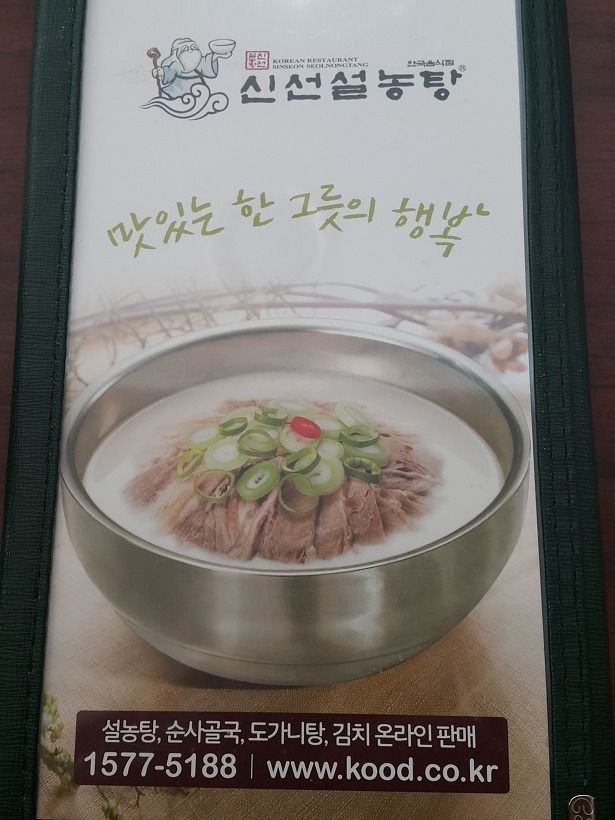 KOREAN RESTAURANT
SINSEON SEOLNONGTANG
한국음식점
신선설농탕®
맛있는 한 그릇의 행복
설농탕, 순사골국, 도가니탕, 김치 온라인 판매
1577-5188 | www.kood.co.kr